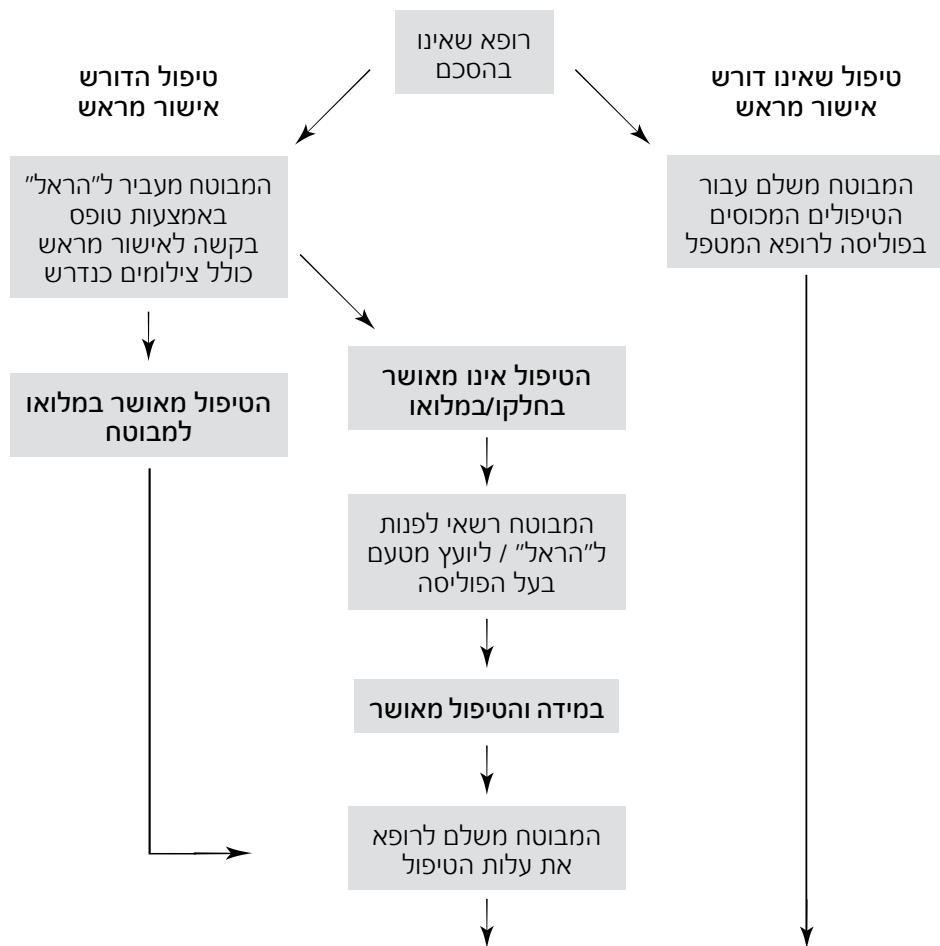 רופא שאינו
בהסכם
טיפול שאינו דורש
אישור מראש
טיפול הדורש
אישור מראש
המבוטח משלם עבור
הטיפולים המכוסים
בפוליסה לרופא המטפל
המבוטח מעביר ל"הראל"
באמצעות טופס
בקשה לאישור מראש
כולל צילומים כנדרש
הטיפול אינו מאושר
בחלקו/במלואו
הטיפול מאושר במלואו
למבוטח
המבוטח רשאי לפנות
ל"הראל" / ליועץ מטעם
בעל הפוליסה
במידה והטיפול מאושר
המבוטח משלם לרופא
את עלות הטיפול